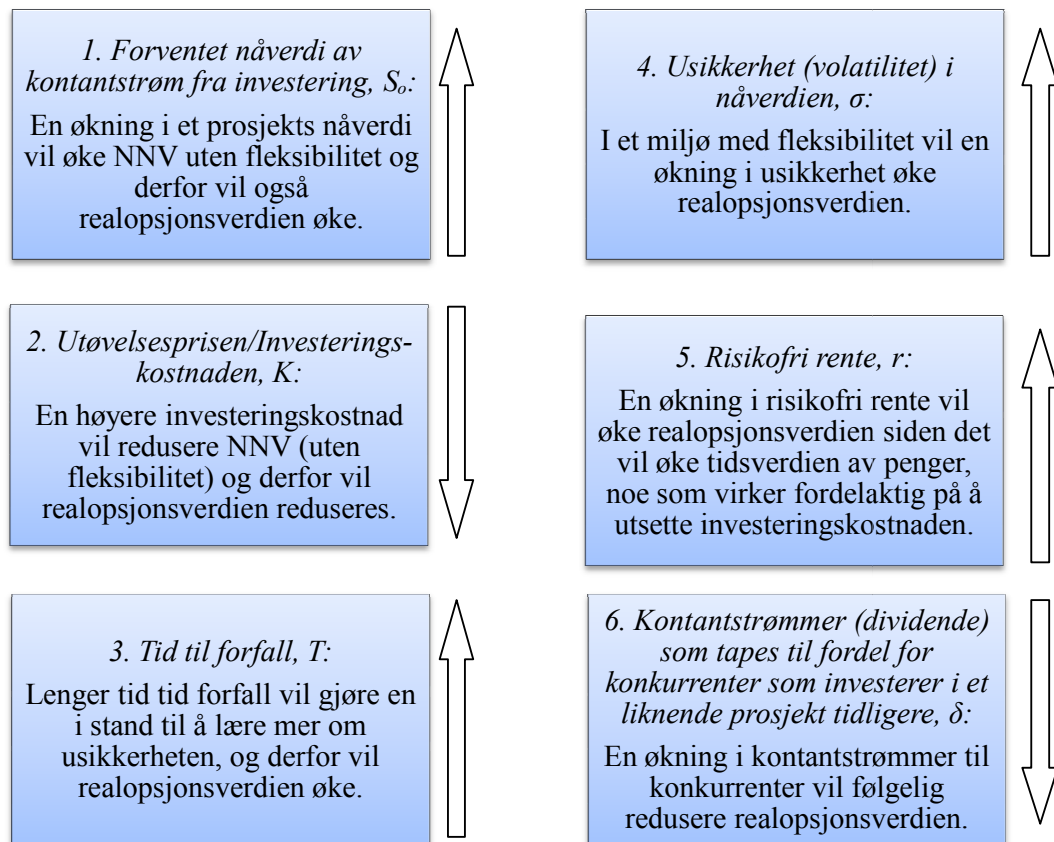 1. Forventet nåverdi av
kontantstrøm fra investering, Sₒ:
En økning i et prosjekts nåverdi
vil øke NNV uten fleksibilitet og
derfor vil også
realopsjonsverdien øke.
2. Utøvelsesprisen/Investerings-
kostnaden, K:
En høyere investeringskostnad
vil redusere NNV (uten
fleksibilitet) og derfor vil
realopsjonsverdien reduseres.
3. Tid til forfall, T:
Lenger tid tid forfall vil gjøre en
i stand til å lære mer om
usikkerheten, og derfor vil
realopsjonsverdien øke.
4. Usikkerhet (volatilitet) i
nåverdien, σ:
I et miljø med fleksibilitet vil en
økning i usikkerhet øke
realopsjonsverdien.
5. Risikofri rente, r:
En økning i risikofri rente vil
øke realopsjonsverdien siden det
vil øke tidsverdien av penger,
noe som virker fordelaktig på å
utsette investeringskostnaden.
6. Kontantstrømmer (dividende)
som tapes til fordel for
konkurrenter som investerer i et
liknende prosjekt tidligere, δ:
En økning i kontantstrømmer til
konkurrenter vil følgelig
redusere realopsjonsverdien.